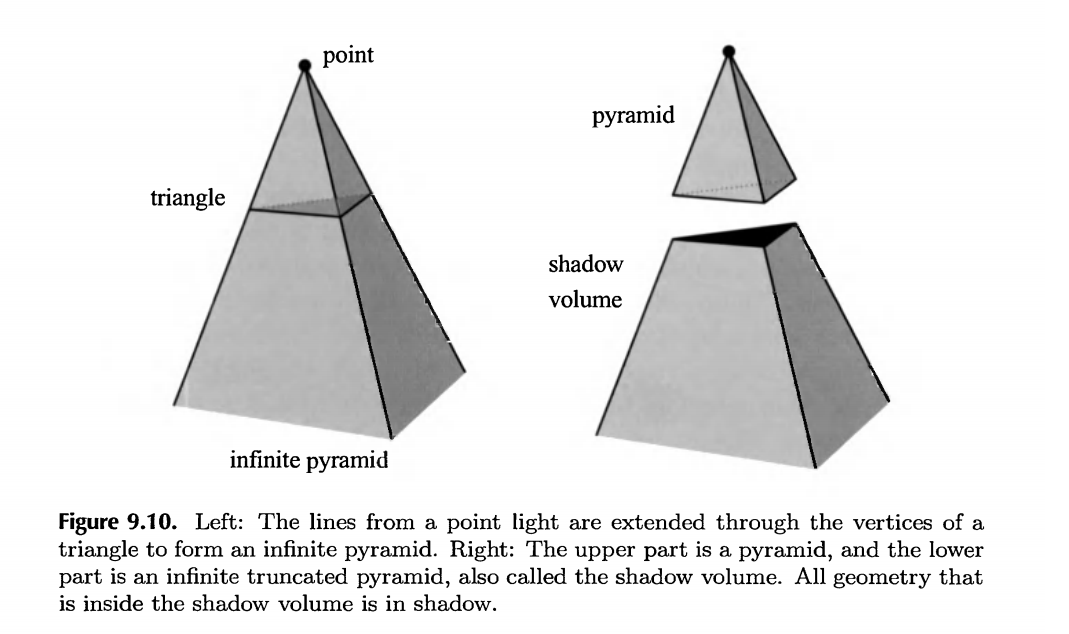 point
triangle
infinite pyramid
pyramid
shadow
volume
Figure 9.10. Left: The lines from a point light are extended through the vertices of a
triangle to form an infinite pyramid. Right: The upper part is a pyramid, and the lower
part is an infinite truncated pyramid, also called the shadow volume. All geometry that
is inside the shadow volume is in shadow.